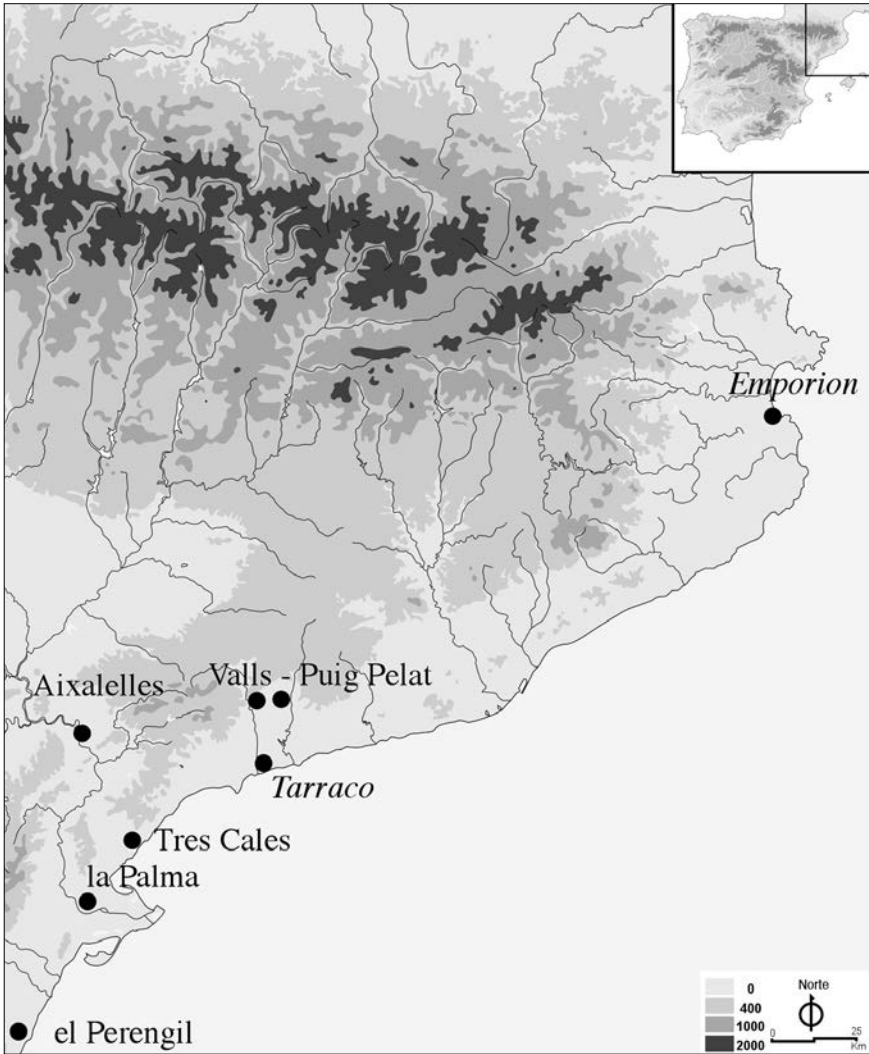 Emporion
Valls - Puig Pelat
Aixalelles
Tarraco
Tres Cales
la Palma
el Perengil
0
400
1000
2000
Norte
0 25
Km